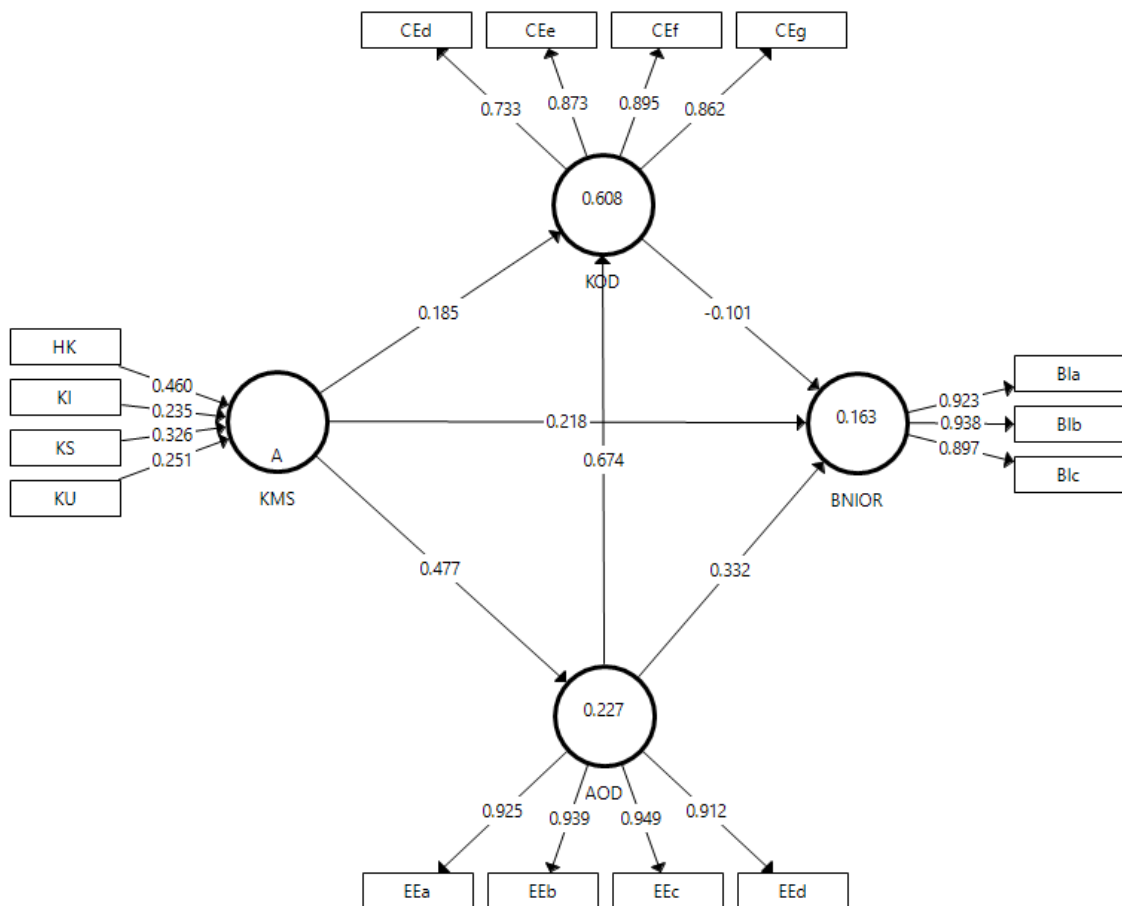 CEd CEe CEf CEg
0.733 0.873 0.895 0.862
0.608
KOD
0.185 -0.101
HK
KI
KS
KU
0.460
0.235
0.326
0.251
A
KMS
0.218
0.674
0.163
BNIOR
0.923
0.938
0.897
BIa
BIb
BIc
0.477 0.332
0.227
AOD
0.925 0.939 0.949 0.912
EEa EEb EEc EEd